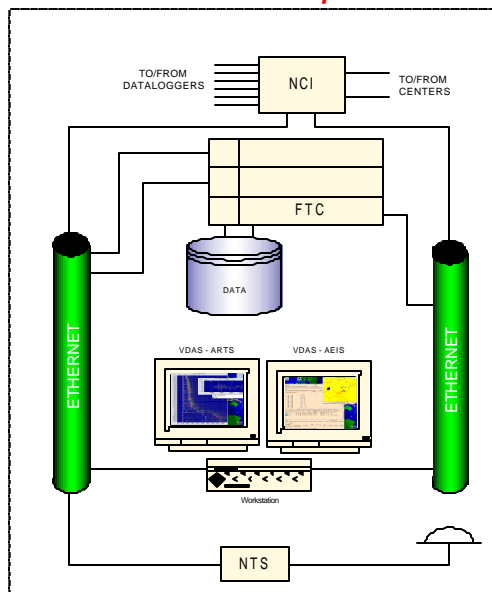 TO/FROM
DATALOGGERS
NCI
TO/FROM
CENTERS
FTC
DATA
ETHERNET
ETHERNET
VDAS - ARTS
VDAS - AEIS
Workstation
NTS